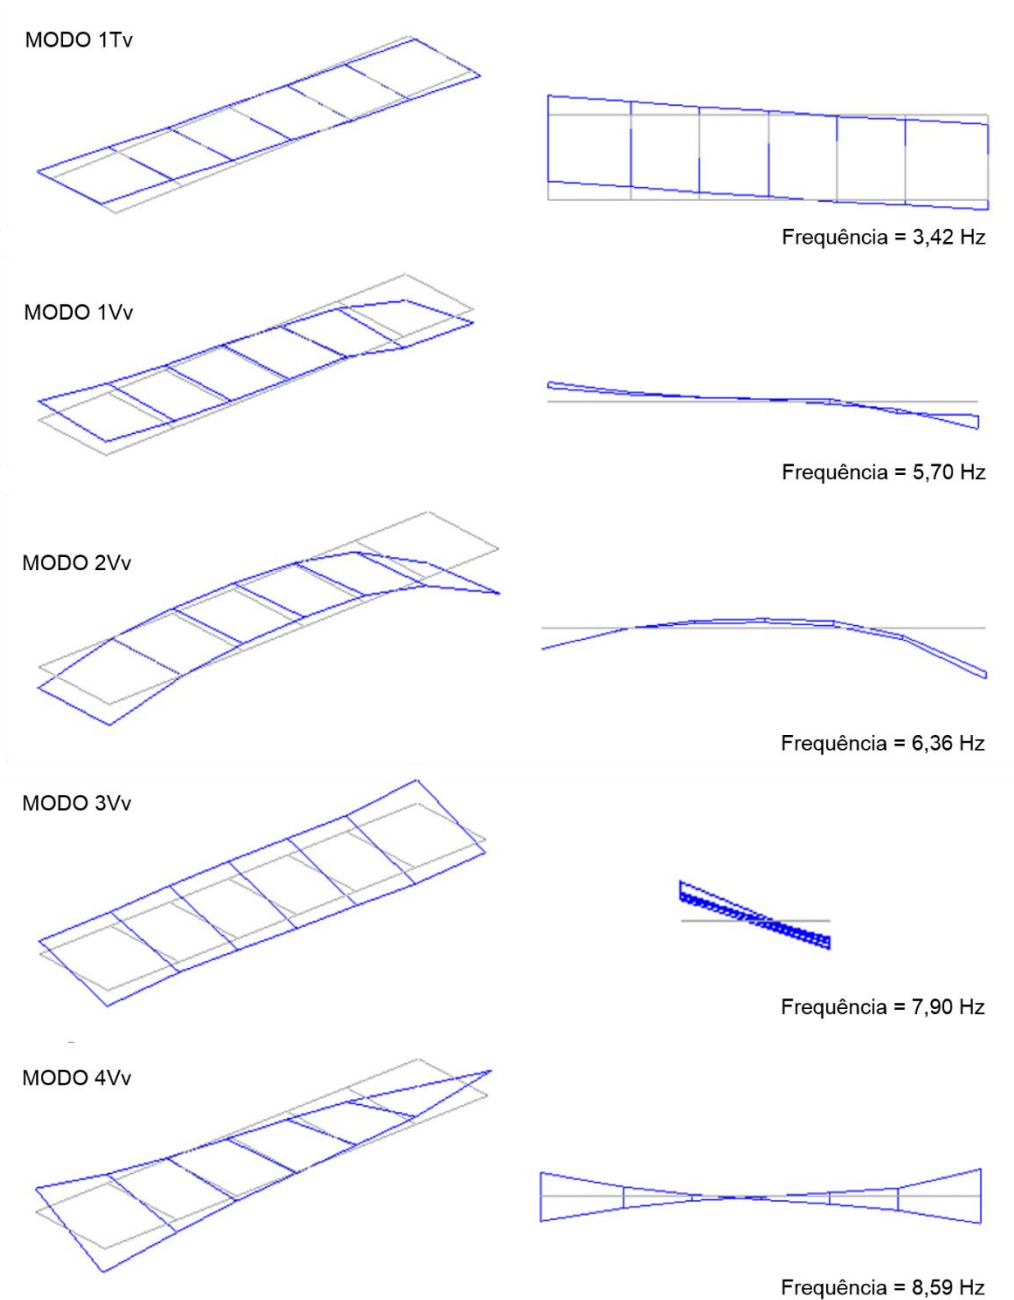 MODO 1Tv
Frequência = 3,42 Hz
MODO 1Vv
Frequência = 5,70 Hz
MODO 2Vv
Frequência = 6,36 Hz
MODO 3Vv
Frequência = 7,90 Hz
MODO 4Vv
Frequência = 8,59 Hz